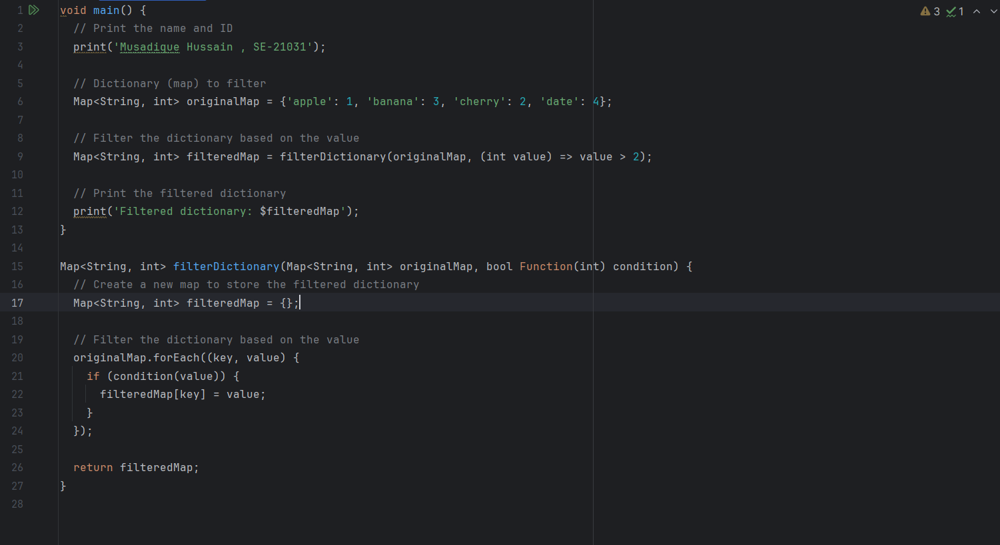 1 void main() { 3 1
2 // Print the name and ID
3 print('Musadique Hussain , SE-21031');
4
5 // Dictionary (map) to filter
6 Map<String, int> originalMap = {'apple': 1, 'banana': 3, 'cherry': 2, 'date': 4};
7
8 // Filter the dictionary based on the value
9 Map<String, int> filteredMap = filterDictionary(originalMap, (int value) => value > 2);
10
11 // Print the filtered dictionary
12 print('Filtered dictionary: $filteredMap');
13 }
14
15 Map<String, int> filterDictionary(Map<String, int> originalMap, bool Function(int) condition) {
16 // Create a new map to store the filtered dictionary
17 Map<String, int> filteredMap = {};
18
19 // Filter the dictionary based on the value
20 originalMap.forEach((key, value) {
21 if (condition(value)) {
22 filteredMap[key] = value;
23 }
24 });
25
26 return filteredMap;
27 }
28